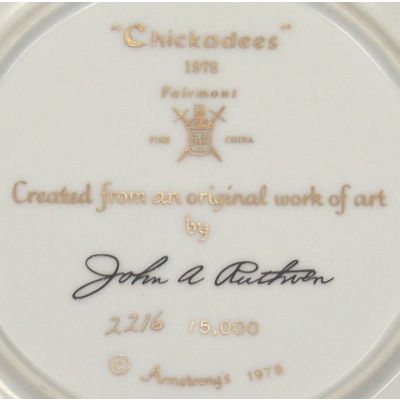 "Chickadees"
1978
Fairmont
FINE CHINA
Created from an original work of art
by
John A Ruthven
2216 15,000
© Armstrong's 1978